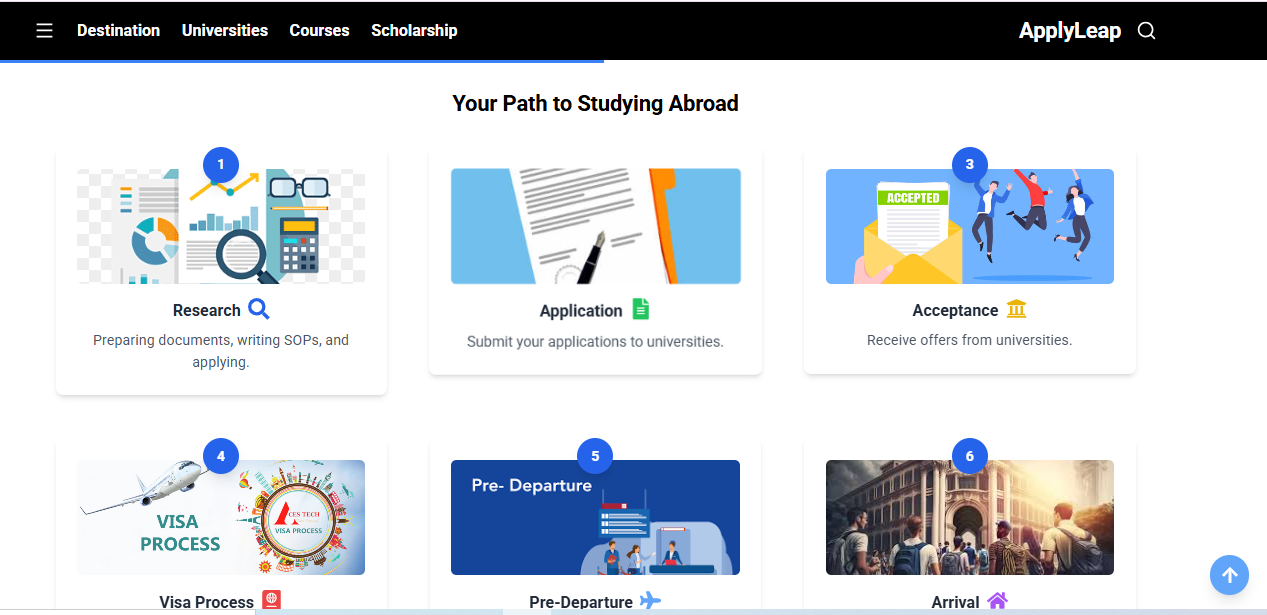 Destination Universities Courses Scholarship ApplyLeap
Your Path to Studying Abroad
1
3
ACCEPTED
Research
Application
Acceptance
Preparing documents, writing SOPs, and
applying.
Submit your applications to universities.
Receive offers from universities.
4
5
6
VISA
PROCESS
ACES TECH
VISA PROCESS
Pre- Departure
Visa Process
Pre-Departure
Arrival